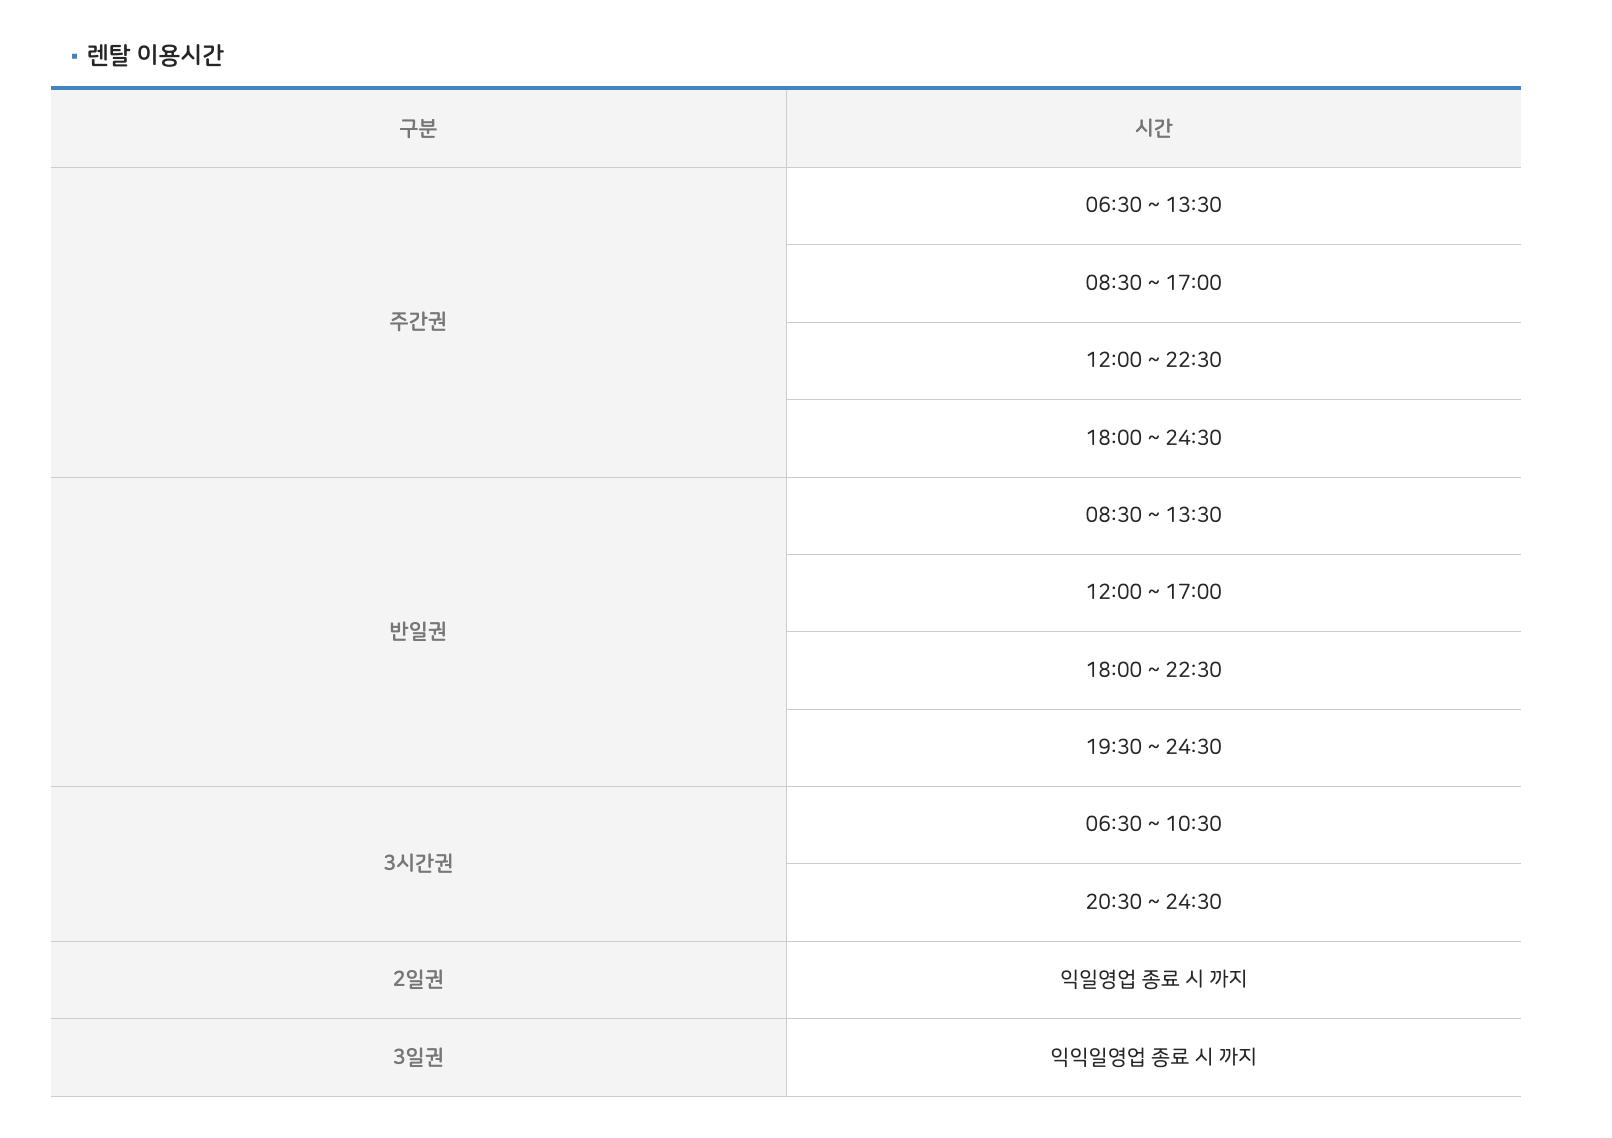 ▪ 렌탈 이용시간
구분 시간
주간권
06:30 ~ 13:30
08:30 ~ 17:00
12:00 ~ 22:30
18:00 ~ 24:30
반일권
08:30 ~ 13:30
12:00 ~ 17:00
18:00 ~ 22:30
19:30 ~ 24:30
3시간권
06:30 ~ 10:30
20:30 ~ 24:30
2일권 익일영업 종료 시 까지
3일권 익익일영업 종료 시 까지